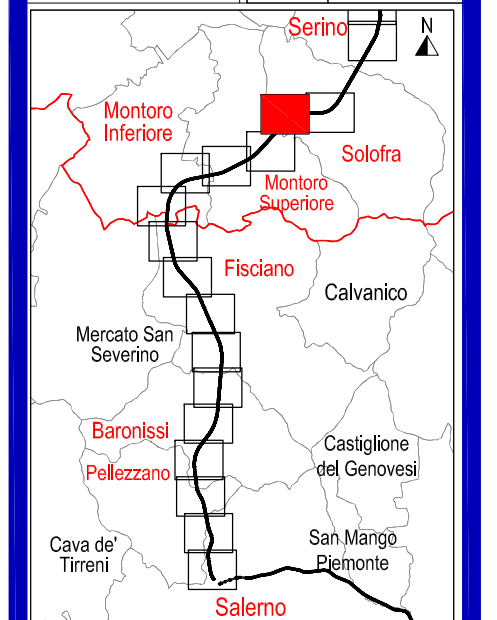 Serino
N
Montoro
Inferiore
Solofra
Montoro
Superiore
Fisciano
Calvanico
Mercato San
Severino
Baronissi
Castiglione
del Genovesi
Pellezzano
Cava de'
Tirreni
San Mango
Piemonte
Salerno